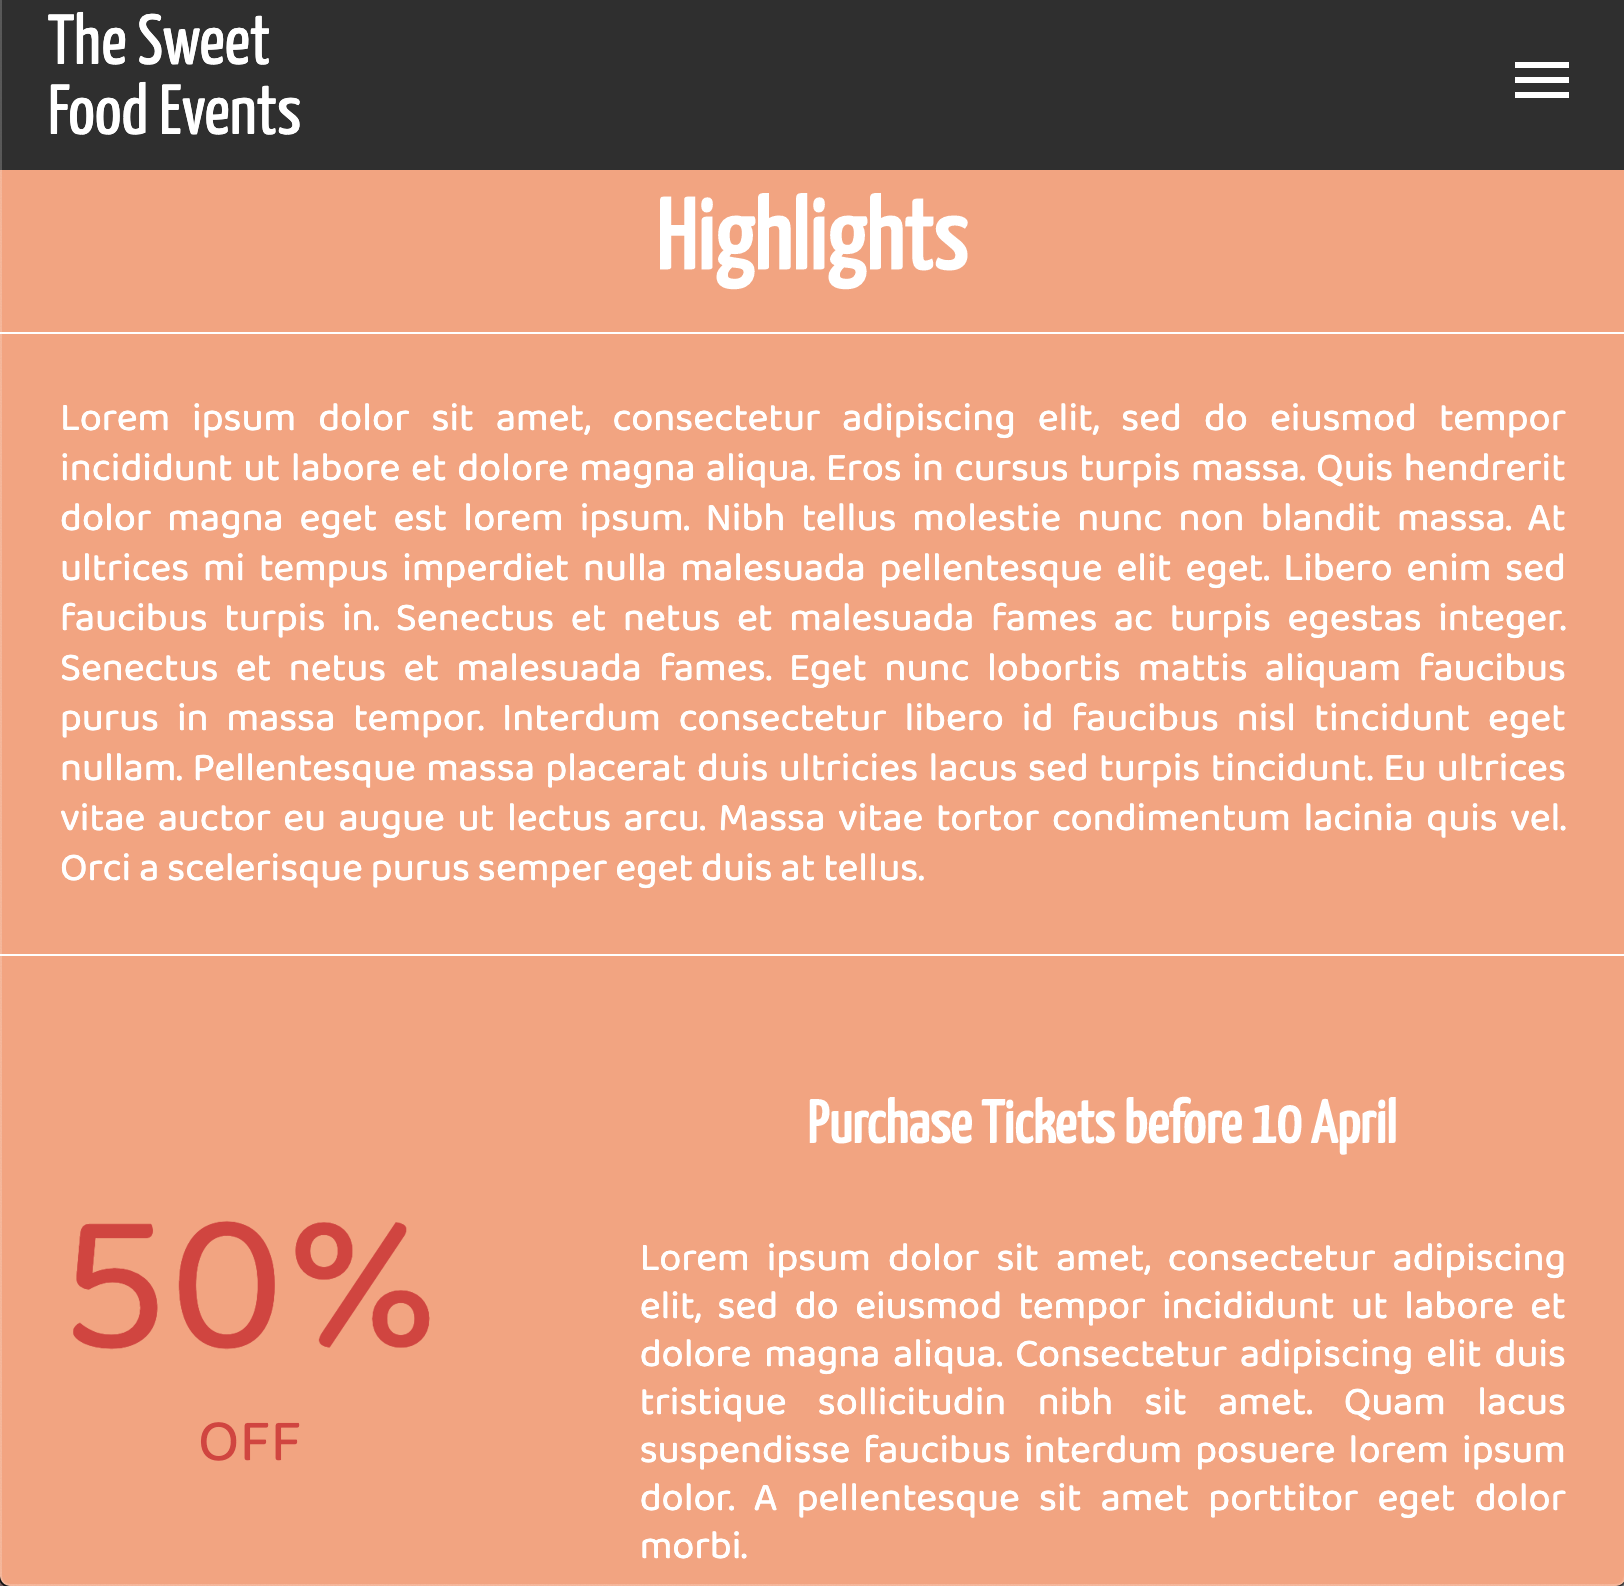 The Sweet
Food Events
Highlights
Lorem ipsum dolor sit amet, consectetur adipiscing elit, sed do eiusmod tempor
incididunt ut labore et dolore magna aliqua. Eros in cursus turpis massa. Quis hendrerit
dolor magna eget est lorem ipsum. Nibh tellus molestie nunc non blandit massa. At
ultrices mi tempus imperdiet nulla malesuada pellentesque elit eget. Libero enim sed
faucibus turpis in. Senectus et netus et malesuada fames ac turpis egestas integer.
Senectus et netus et malesuada fames. Eget nunc lobortis mattis aliquam faucibus
purus in massa tempor. Interdum consectetur libero id faucibus nisl tincidunt eget
nullam. Pellentesque massa placerat duis ultricies lacus sed turpis tincidunt. Eu ultrices
vitae auctor eu augue ut lectus arcu. Massa vitae tortor condimentum lacinia quis vel.
Orci a scelerisque purus semper eget duis at tellus.
50%
OFF
Purchase Tickets before 10 April
Lorem ipsum dolor sit amet, consectetur adipiscing
elit, sed do eiusmod tempor incididunt ut labore et
dolore magna aliqua. Consectetur adipiscing elit duis
tristique sollicitudin nibh sit amet. Quam lacus
suspendisse faucibus interdum posuere lorem ipsum
dolor. A pellentesque sit amet porttitor eget dolor
morbi.